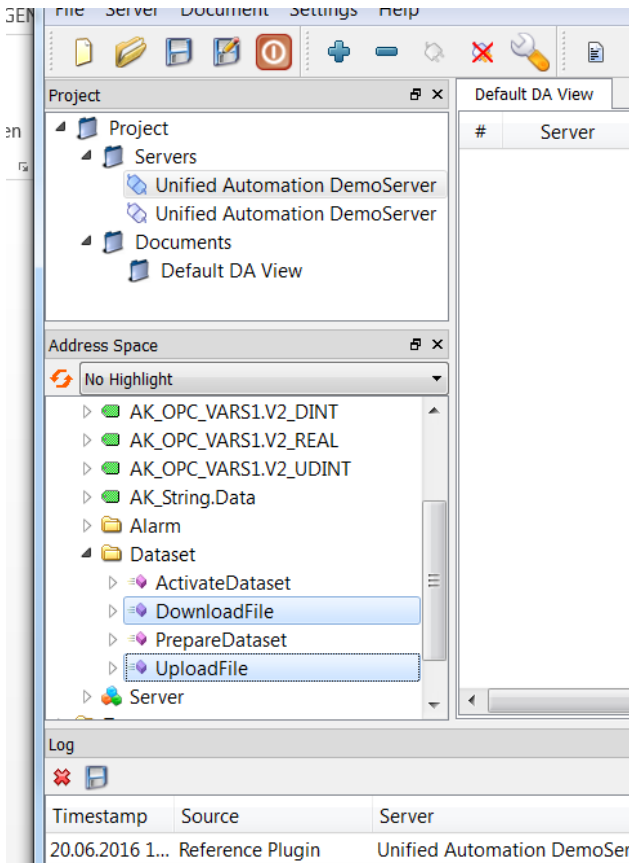 GEN
File Server Document Settings Help
en
Project
Project
Servers
Unified Automation DemoServer
Unified Automation DemoServer
Documents
Default DA View
Default DA View
# Server
Address Space
No Highlight
AK_OPC_VARS1.V2_DINT
AK_OPC_VARS1.V2_REAL
AK_OPC_VARS1.V2_UDINT
AK_String.Data
Alarm
Dataset
ActivateDataset
DownloadFile
PrepareDataset
UploadFile
Server
Log
Timestamp Source Server
20.06.2016 1... Reference Plugin Unified Automation DemoSer